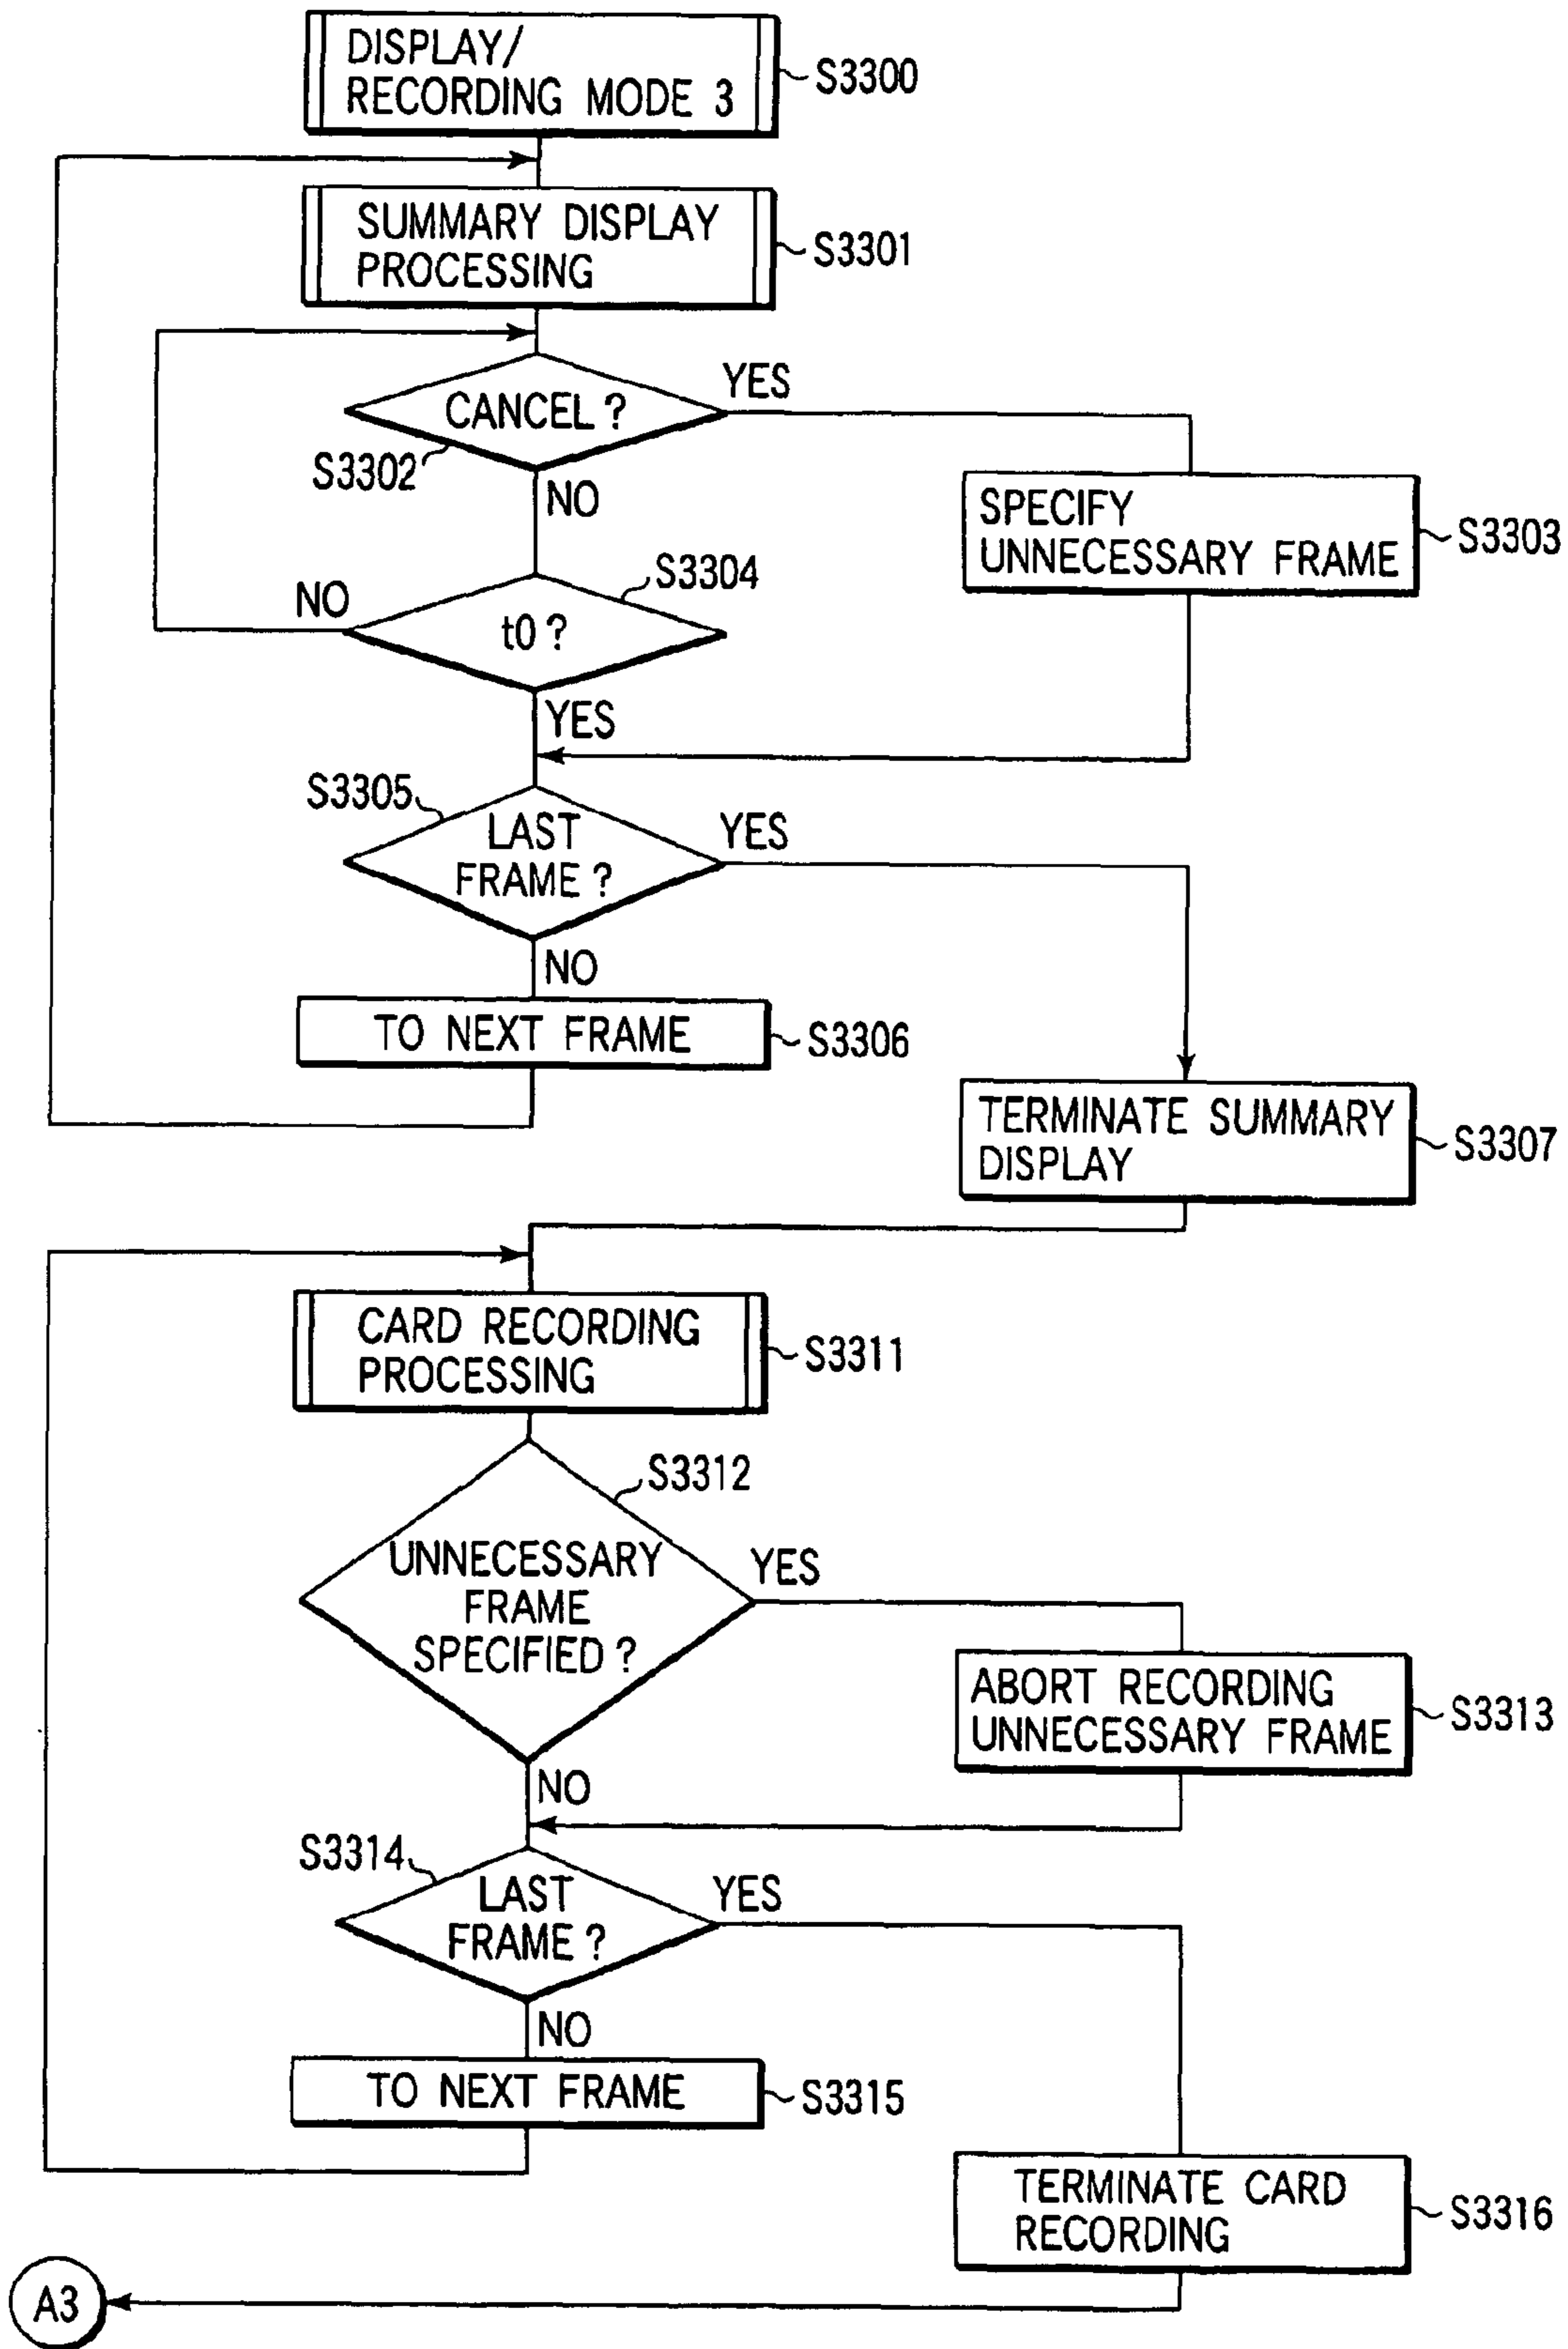 DISPLAY/
RECORDING MODE 3
S3300
SUMMARY DISPLAY
PROCESSING
S3301
CANCEL ?
YES
S3302
NO
SPECIFY
UNNECESSARY FRAME
S3303
S3304
NO
t0 ?
YES
S3305
LAST
FRAME ?
YES
NO
TO NEXT FRAME
S3306
TERMINATE SUMMARY
DISPLAY
S3307
CARD RECORDING
PROCESSING
S3311
S3312
UNNECESSARY
FRAME
SPECIFIED ?
YES
NO
ABORT RECORDING
UNNECESSARY FRAME
S3313
S3314
LAST
FRAME ?
YES
NO
TO NEXT FRAME
S3315
TERMINATE CARD
RECORDING
S3316
A3